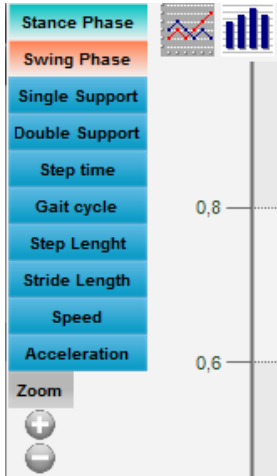 Stance Phase
Swing Phase
Single Support
Double Support
Step time
Gait cycle
Step Lenght
Stride Length
Speed
Acceleration
Zoom
0,8
0,6